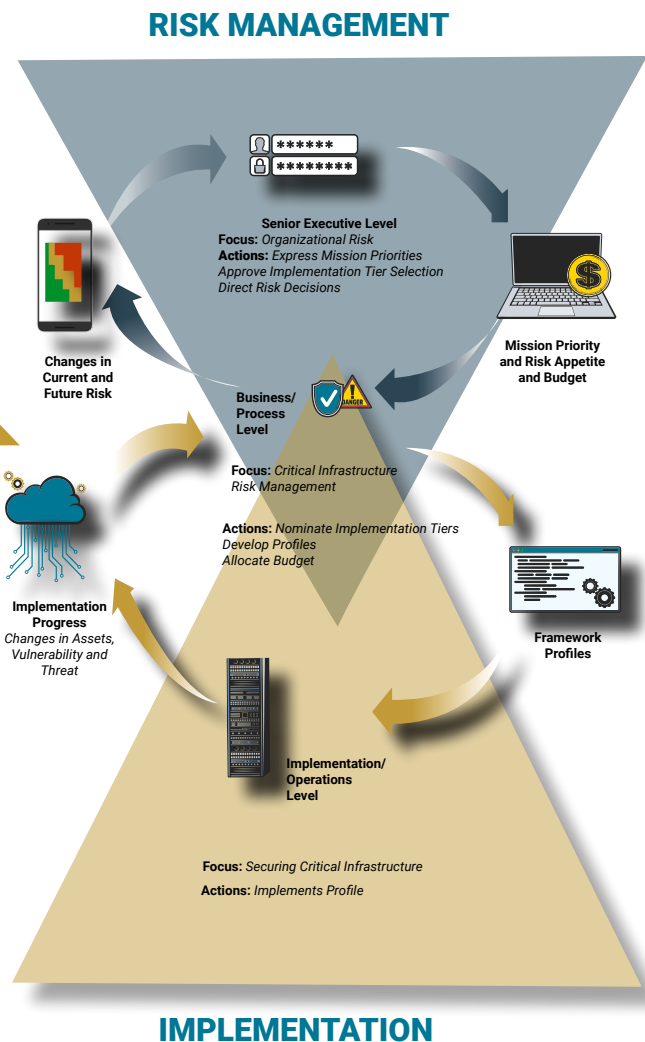 RISK MANAGEMENT
******
********
Senior Executive Level
Focus: Organizational Risk
Actions: Express Mission Priorities
Approve Implementation Tier Selection
Direct Risk Decisions
$
Mission Priority
and Risk Appetite
and Budget
Changes in
Current and
Future Risk
Business/
Process
Level
!
DANGER
Focus: Critical Infrastructure
Risk Management
Actions: Nominate Implementation Tiers
Develop Profiles
Allocate Budget
Implementation
Progress
Changes in Assets,
Vulnerability and
Threat
Framework
Profiles
Implementation/
Operations
Level
Focus: Securing Critical Infrastructure
Actions: Implements Profile
IMPLEMENTATION